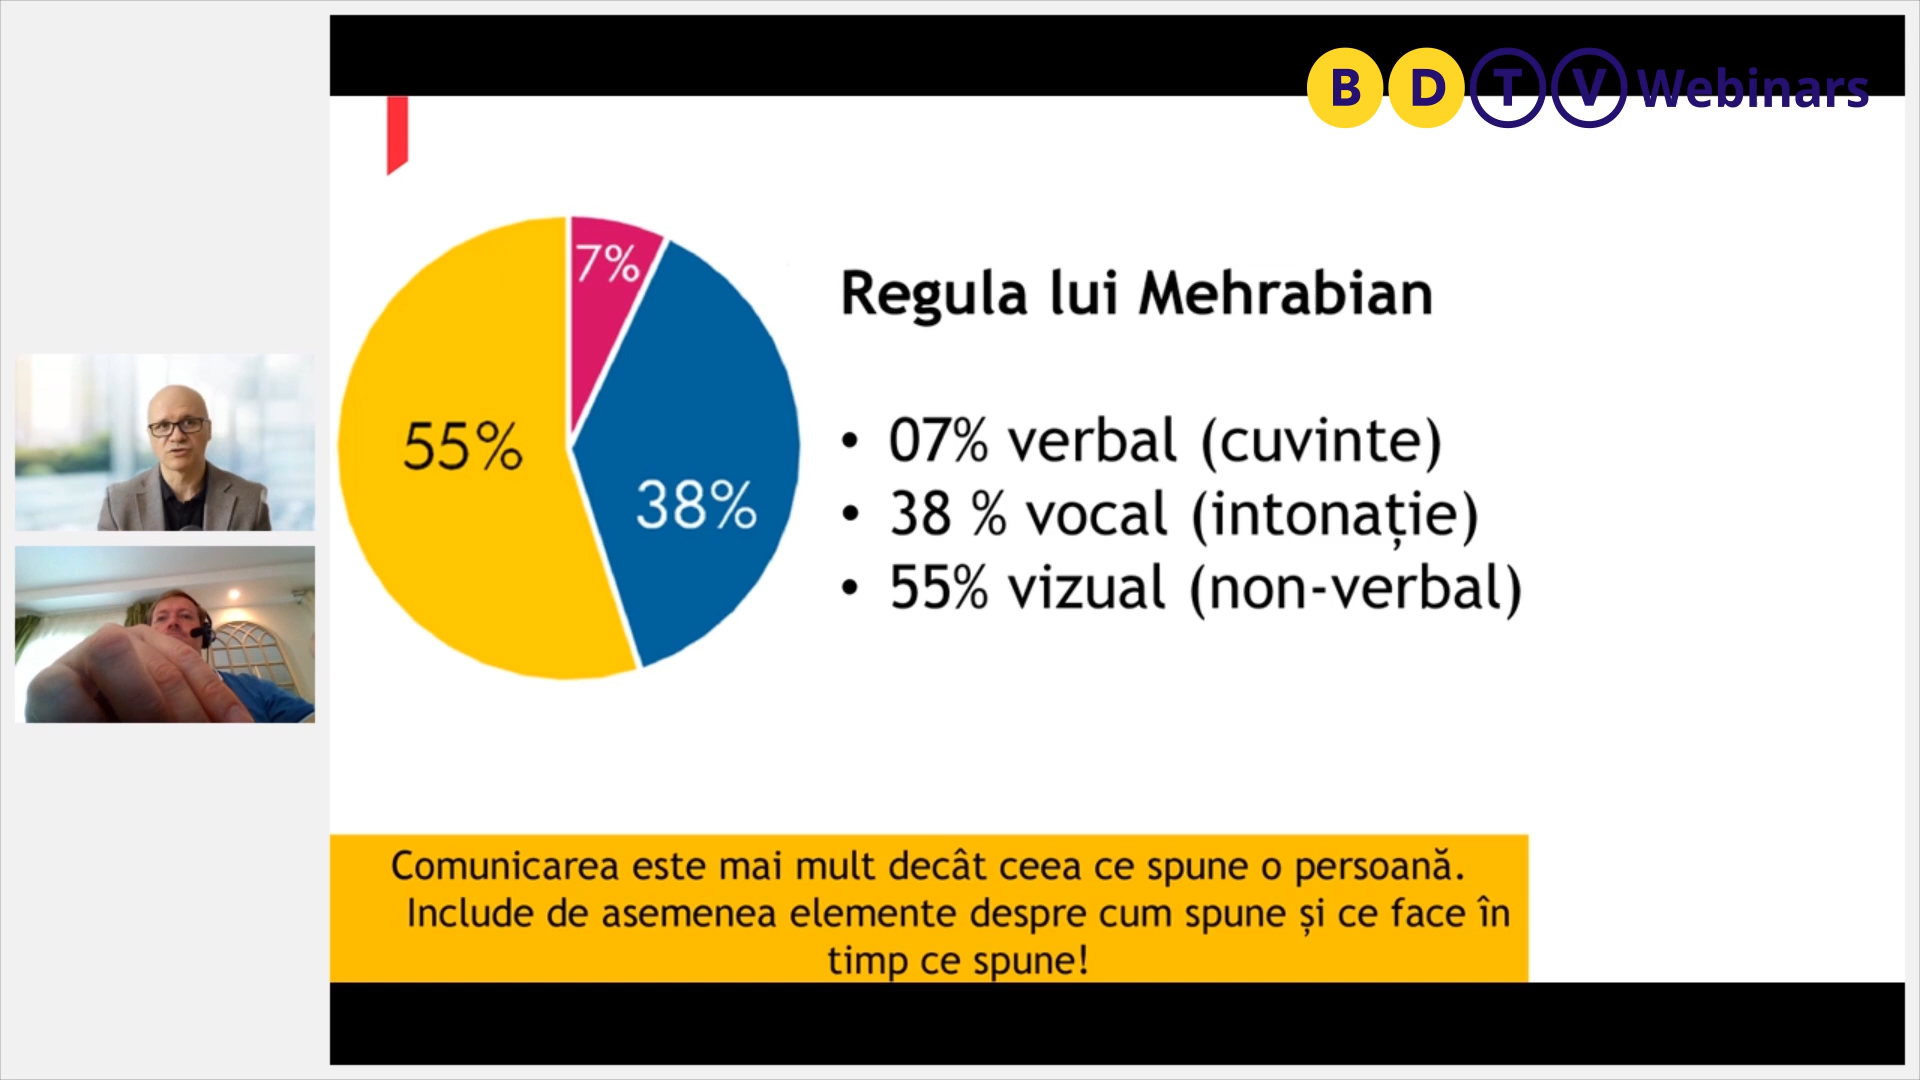 B D T V Webinars
7%
55%
38%
Regula lui Mehrabian
• 07% verbal (cuvinte)
• 38 % vocal (intonație)
• 55% vizual (non-verbal)
Comunicarea este mai mult decât ceea ce spune o persoană.
Include de asemenea elemente despre cum spune și ce face în
timp ce spune!